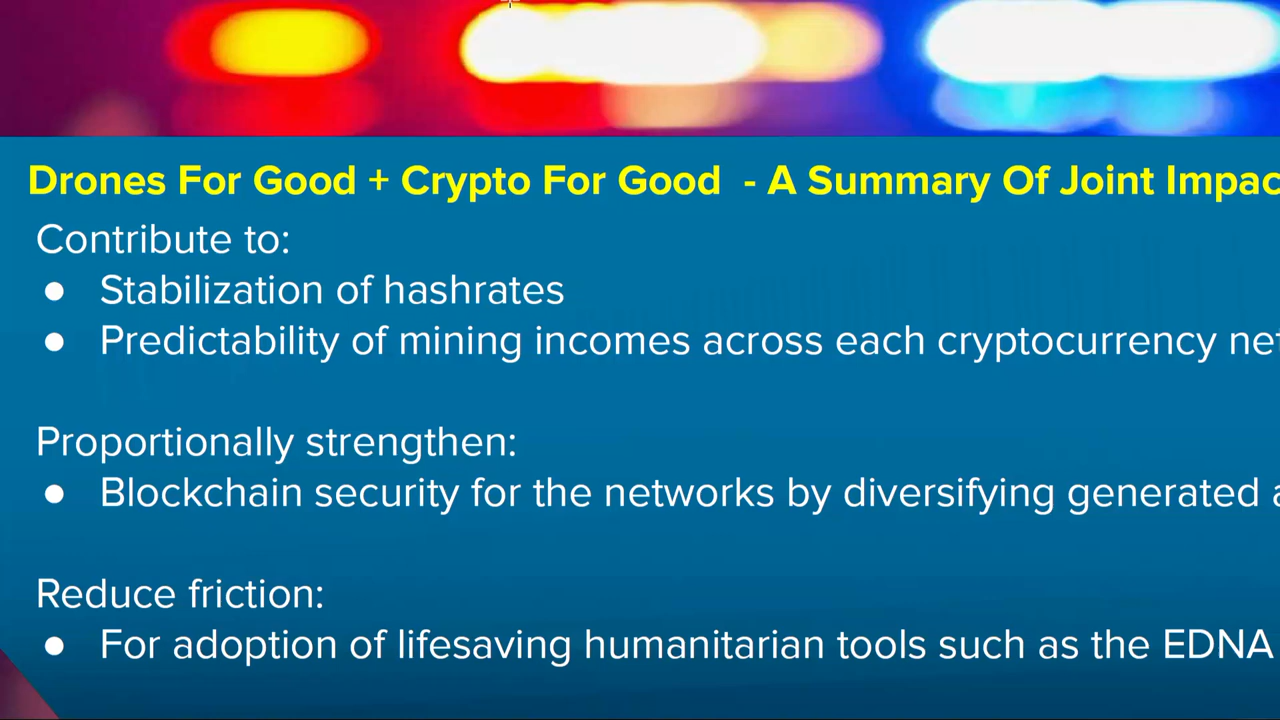 Drones For Good + Crypto For Good - A Summary Of Joint Impac
Contribute to:
● Stabilization of hashrates
● Predictability of mining incomes across each cryptocurrency net
Proportionally strengthen:
● Blockchain security for the networks by diversifying generated a
Reduce friction:
● For adoption of lifesaving humanitarian tools such as the EDNA